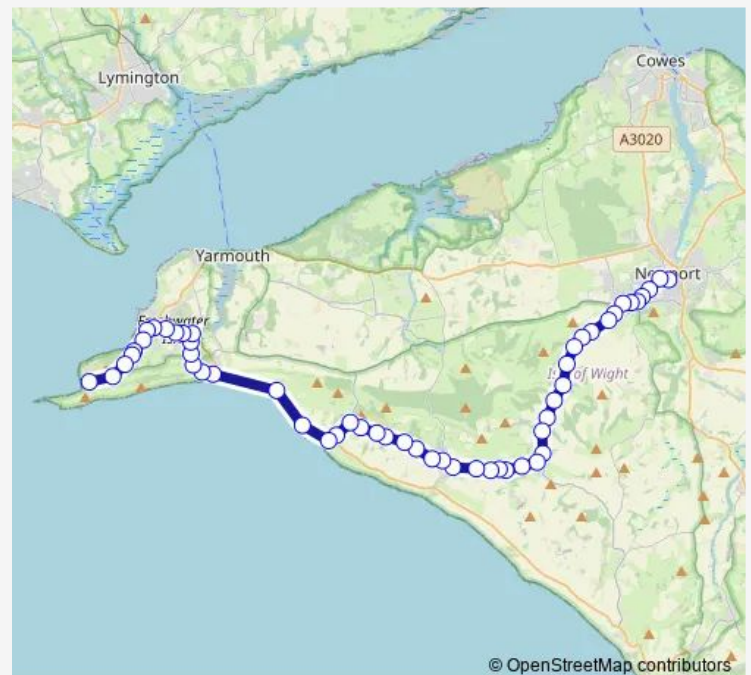 Cowes
Lymington
A3020
Yarmouth
Isle of Wight
© OpenStreetMap contributors